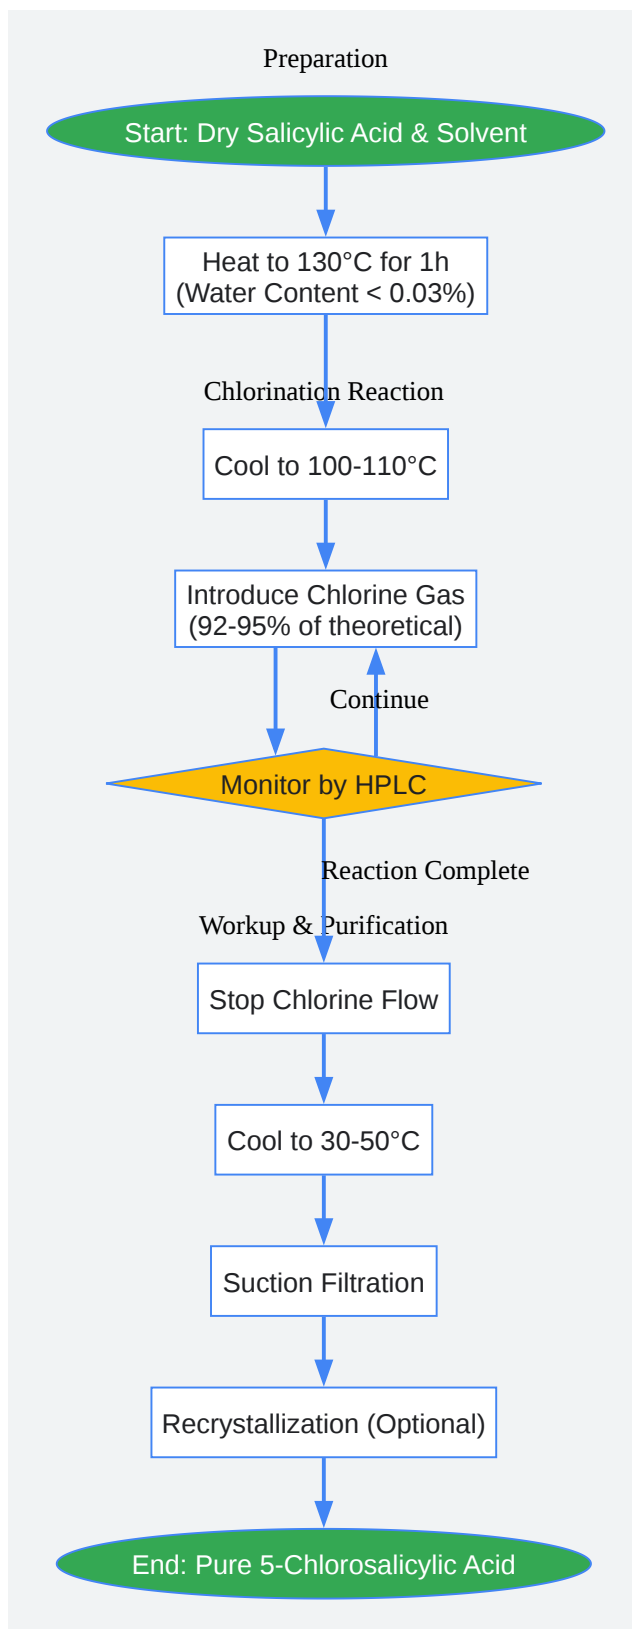 Preparation
Start: Dry Salicylic Acid & Solvent
Heat to 130°C for 1h
(Water Content < 0.03%)
Chlorination Reaction
Cool to 100-110°C
Introduce Chlorine Gas
(92-95% of theoretical)
Continue
Monitor by HPLC
Reaction Complete
Workup & Purification
Stop Chlorine Flow
Cool to 30-50°C
Suction Filtration
Recrystallization (Optional)
End: Pure 5-Chlorosalicylic Acid